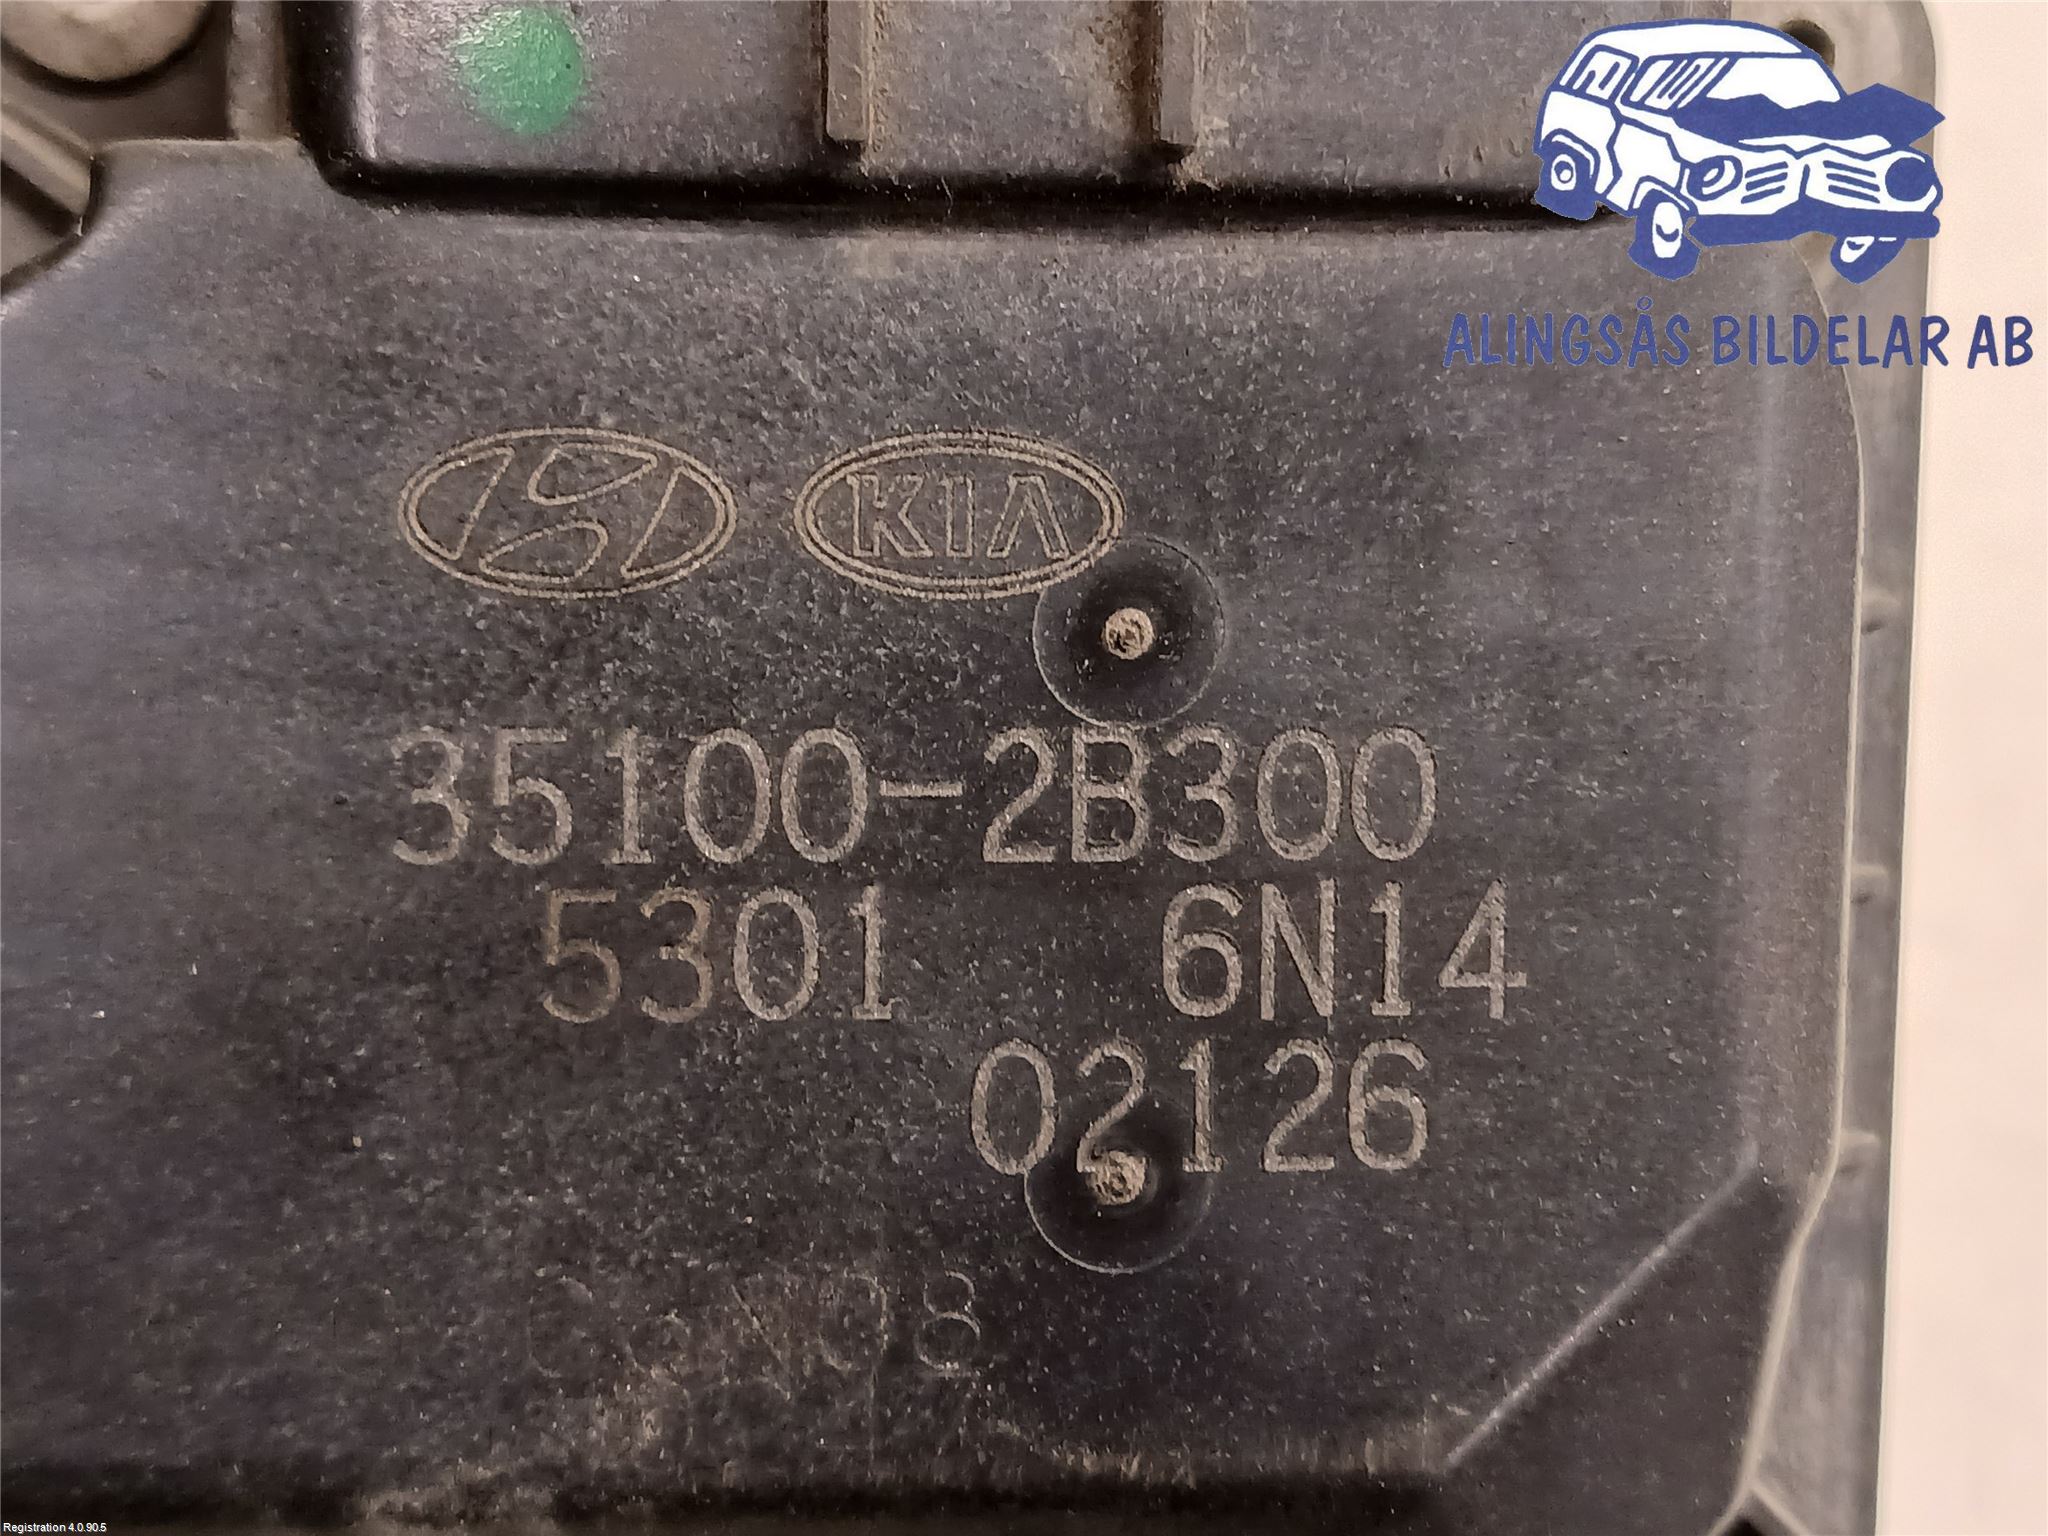 ALINGSÅS BILDELAR AB
KIA
35100-2B300
5301 6N14
02126
Registration 4.0.90.5